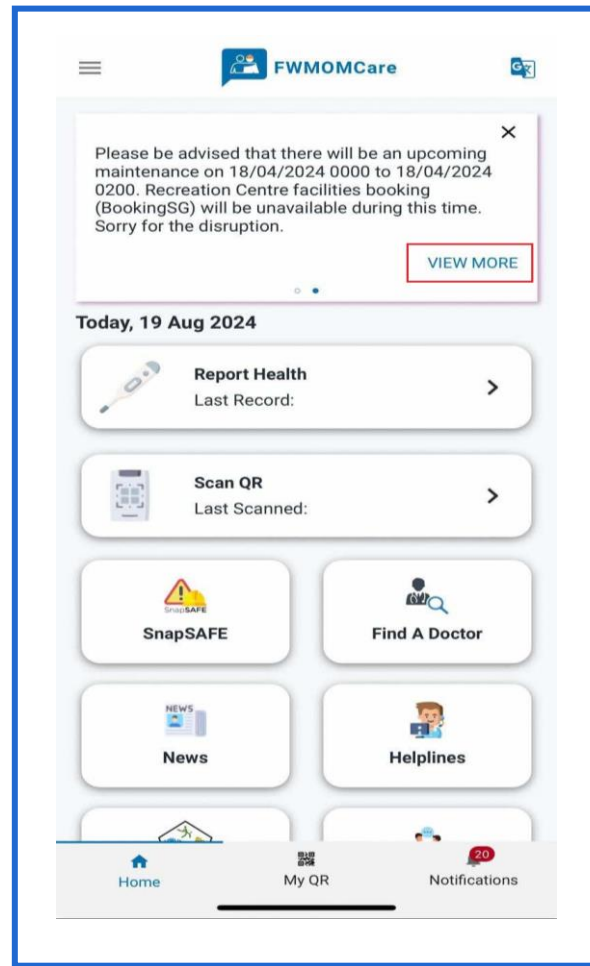 FWMOMCare
Please be advised that there will be an upcoming
maintenance on 18/04/2024 0000 to 18/04/2024
0200. Recreation Centre facilities booking
(BookingSG) will be unavailable during this time.
Sorry for the disruption.
VIEW MORE
Today, 19 Aug 2024
Report Health
Last Record:
Scan QR
Last Scanned:
SnapSAFE
SnapSAFE
Find A Doctor
NEWS
News
Helplines
20
Home
My QR
Notifications